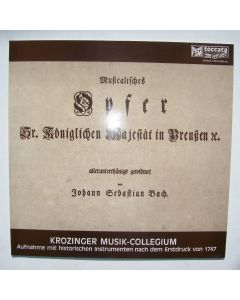 toccata
Musicalisches
Opfer
Sr. Königlichen Majestät in Preußen ꝛc.
allerunterthänigst gewidmet
von
Johann Sebastian Bach.
KROZINGER MUSIK-COLLEGIUM
Aufnahme mit historischen Instrumenten nach dem Erstdruck von 1747